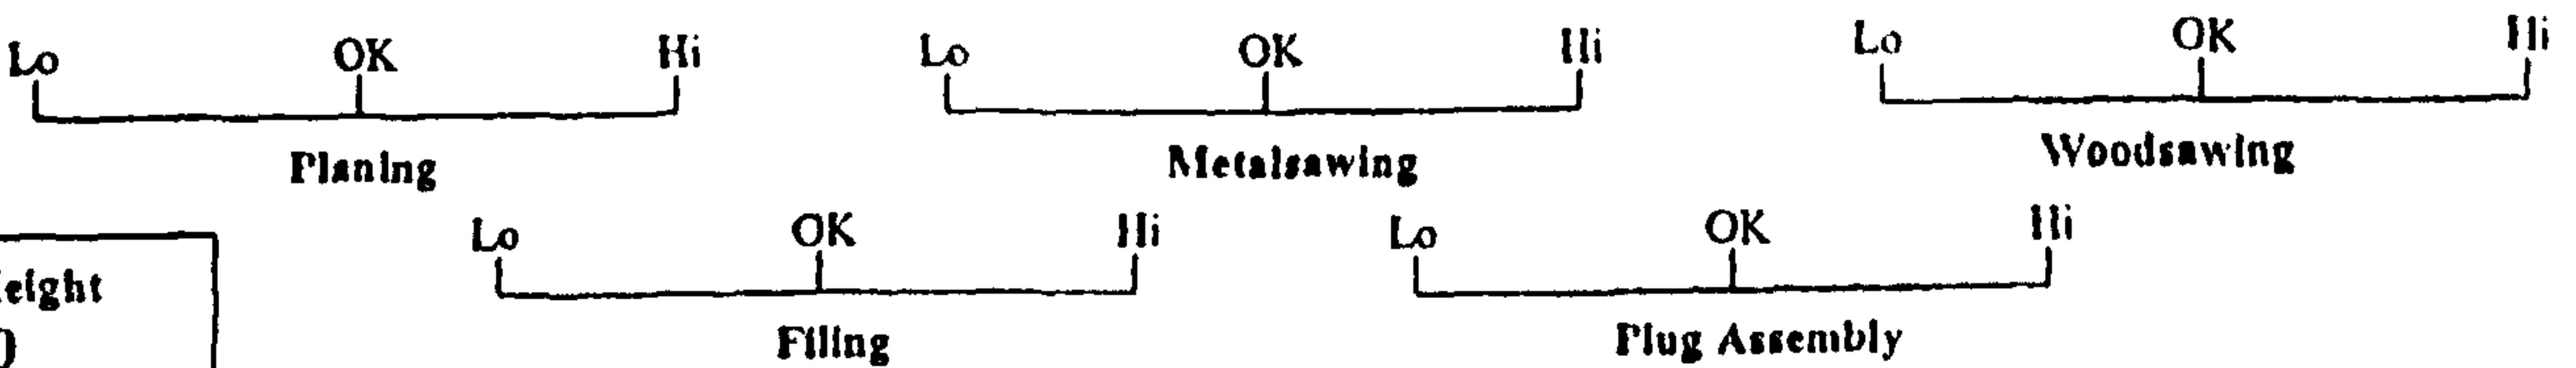 Lo OK Hi Lo OK Hi Lo OK Hi
Planing Metalsawing Woodsawing
Lo OK Hi Lo OK Hi
Filing Plug Assembly